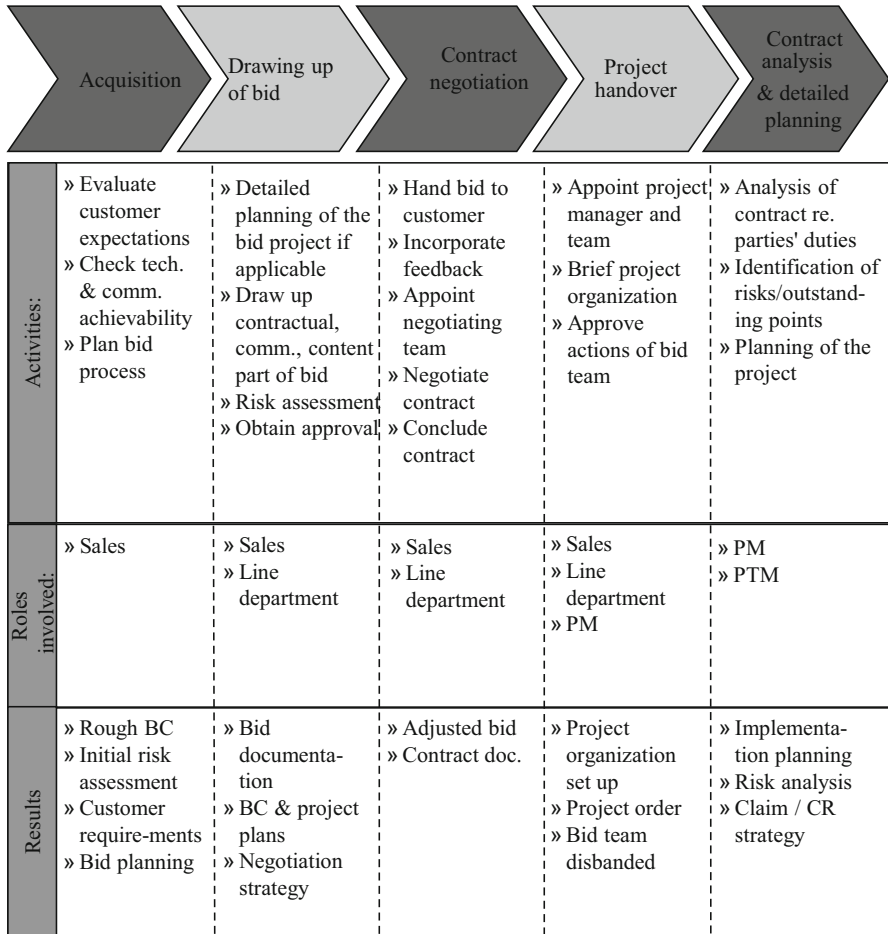 Acquisition
Drawing up
of bid
Contract
negotiation
Project
handover
Contract
analysis
& detailed
planning
Activities:
» Evaluate
customer
expectations
» Check tech.
& comm.
achievability
» Plan bid
process
» Detailed
planning of the
bid project if
applicable
» Draw up
contractual,
comm., content
part of bid
» Risk assessment
» Obtain approval
» Hand bid to
customer
» Incorporate
feedback
» Appoint
negotiating
team
» Negotiate
contract
» Conclude
contract
» Appoint project
manager and
team
» Brief project
organization
» Approve
actions of bid
team
» Analysis of
contract re.
parties' duties
» Identification of
risks/outstand-
ing points
» Planning of the
project
Roles
involved:
» Sales
» Sales
» Line
department
» Sales
» Line
department
» Sales
» Line
department
» PM
» PM
» PTM
Results
» Rough BC
» Initial risk
assessment
» Customer
require-ments
» Bid planning
» Bid
documenta-
tion
» BC & project
plans
» Negotiation
strategy
» Adjusted bid
» Contract doc.
» Project
organization
set up
» Project order
» Bid team
disbanded
» Implementa-
tion planning
» Risk analysis
» Claim / CR
strategy